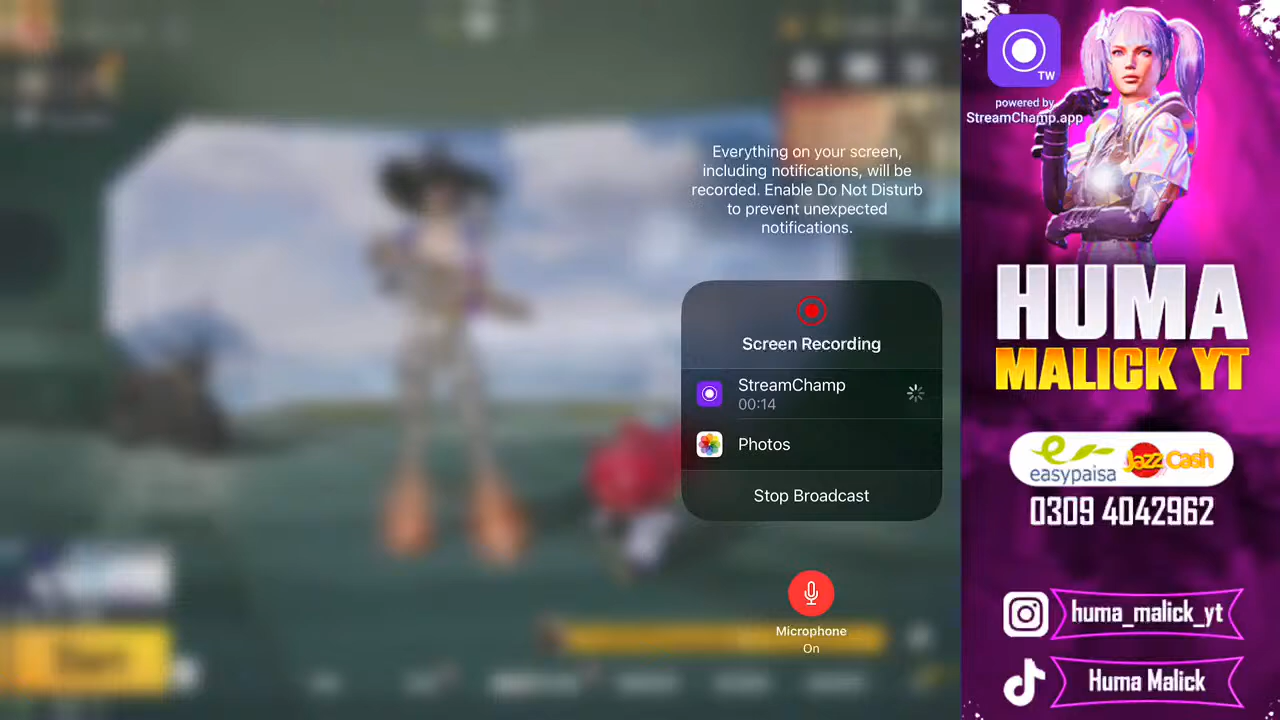 Everything on your screen,
including notifications, will be
recorded. Enable Do Not Disturb
to prevent unexpected
notifications.
Screen Recording
StreamChamp
00:14
Photos
Stop Broadcast
Microphone
On
TW
powered by
StreamChamp.app
HUMA
MALICK YT
easypaisa
JazzCash
0309 4042962
huma_malick_yt
Huma Malick